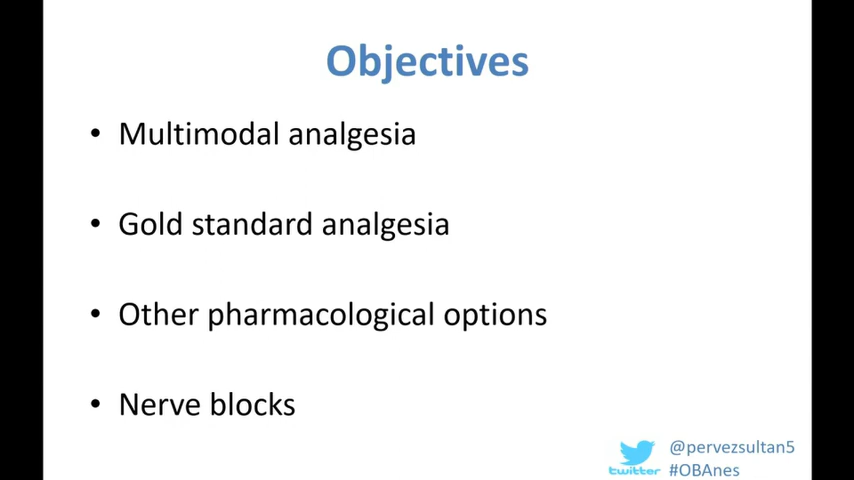 Objectives
• Multimodal analgesia
• Gold standard analgesia
• Other pharmacological options
• Nerve blocks
@pervezsultan5
twitter #OBAnes